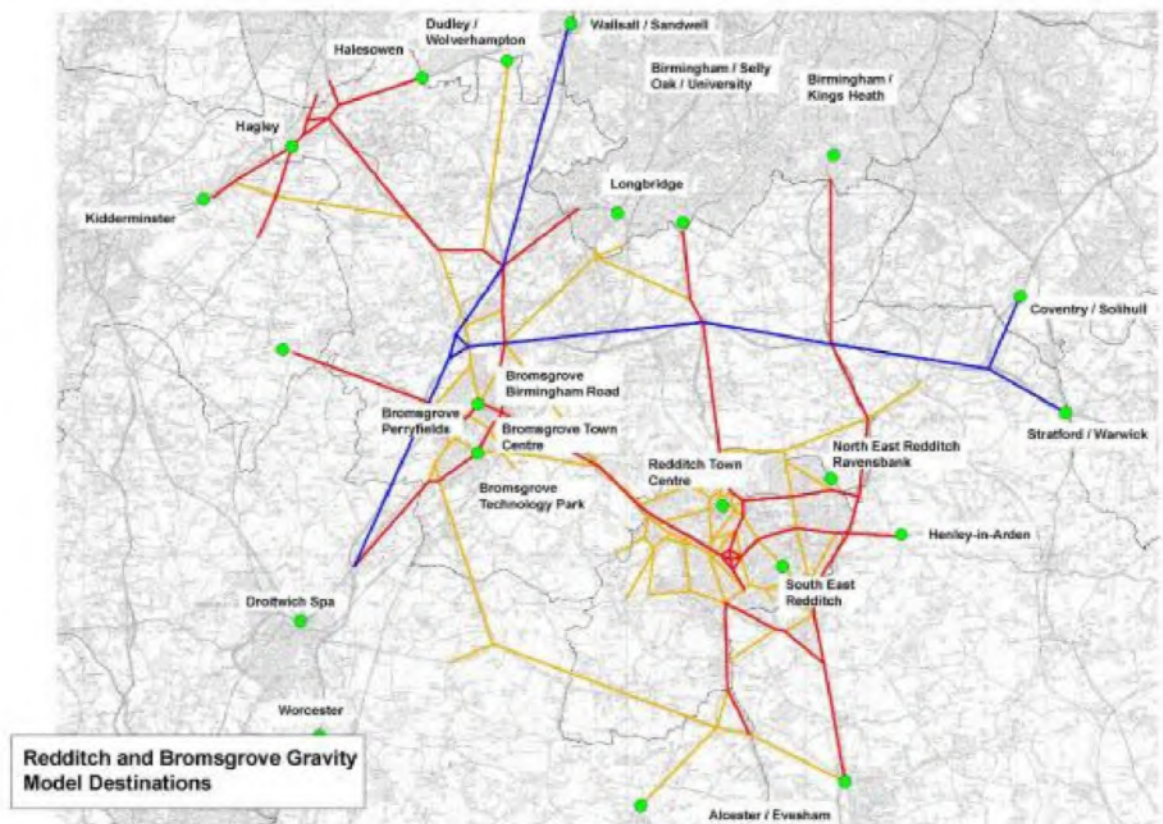 Dudley /
Wolverhampton
Wallsall / Sandwell
Halesowen
Birmingham / Selly
Oak / University
Birmingham /
Kings Heath
Hagley
Longbridge
Kidderminster
Coventry / Solihull
Bromsgrove
Birmingham Road
Bromsgrove
Perryfields
Bromsgrove Town
Centre
Stratford / Warwick
North East Redditch
Ravensbank
Redditch Town
Centre
Bromsgrove
Technology Park
Henley-in-Arden
South East
Redditch
Droitwich Spa
Worcester
Redditch and Bromsgrove Gravity
Model Destinations
Alcester / Evesham